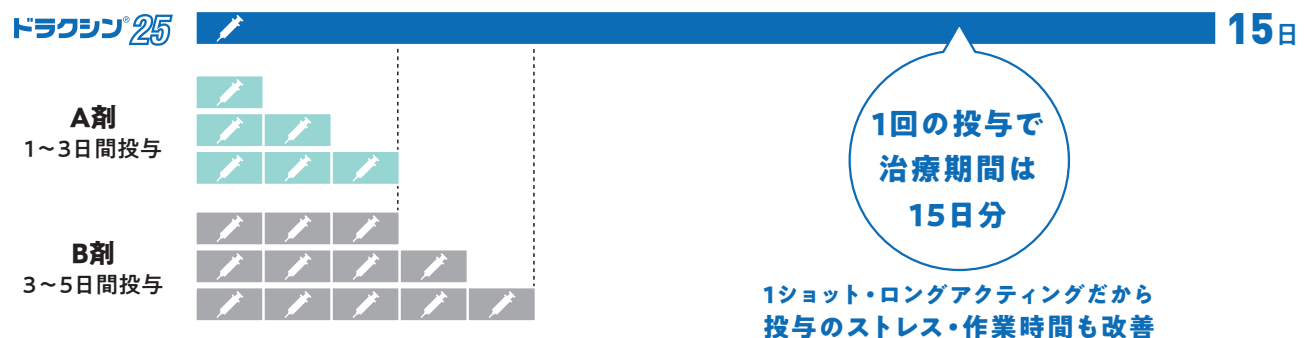 ドラクシン®25
15日
A剤
1～3日間投与
B剤
3～5日間投与
1回の投与で
治療期間は
15日分
1ショット・ロングアクティングだから
投与のストレス・作業時間も改善